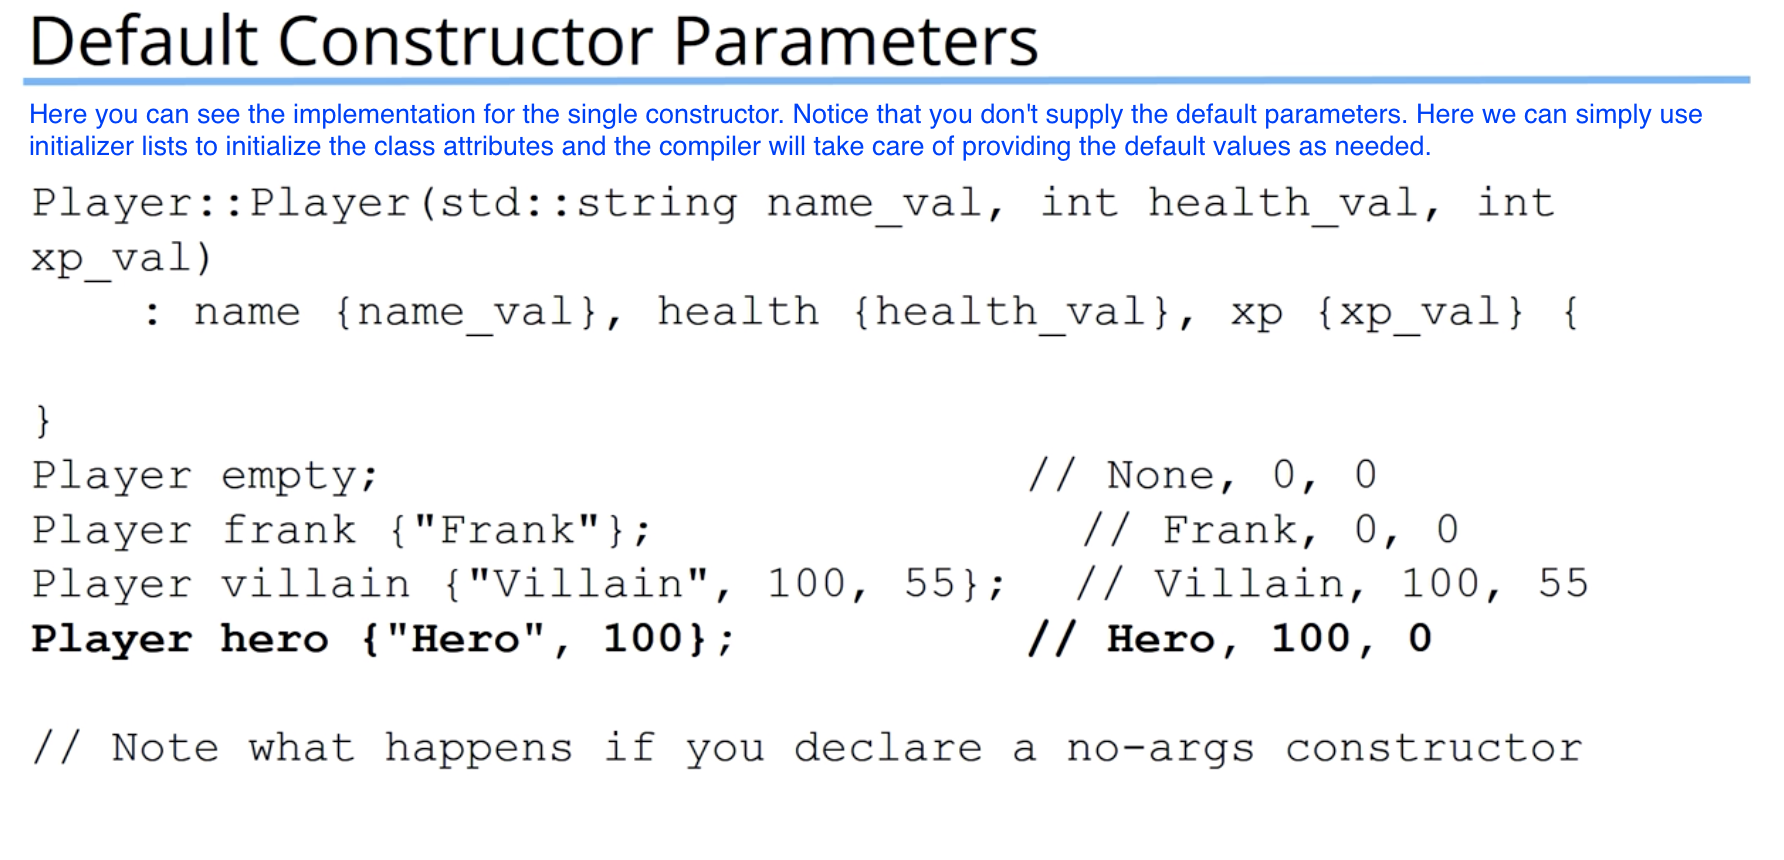 Default Constructor Parameters
Here you can see the implementation for the single constructor. Notice that you don't supply the default parameters. Here we can simply use
initializer lists to initialize the class attributes and the compiler will take care of providing the default values as needed.
Player::Player(std::string name_val, int health_val, int
xp_val)
    : name {name_val}, health {health_val}, xp {xp_val} {
}
Player empty; // None, 0, 0
Player frank {"Frank"}; // Frank, 0, 0
Player villain {"Villain", 100, 55}; // Villain, 100, 55
Player hero {"Hero", 100}; // Hero, 100, 0
// Note what happens if you declare a no-args constructor